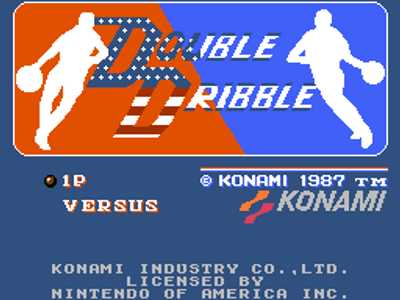 DOUBLE
DRIBBLE
1P
VERSUS
© KONAMI 1987 TM
KONAMI
KONAMI INDUSTRY CO.,LTD.
LICENSED BY
NINTENDO OF AMERICA INC.